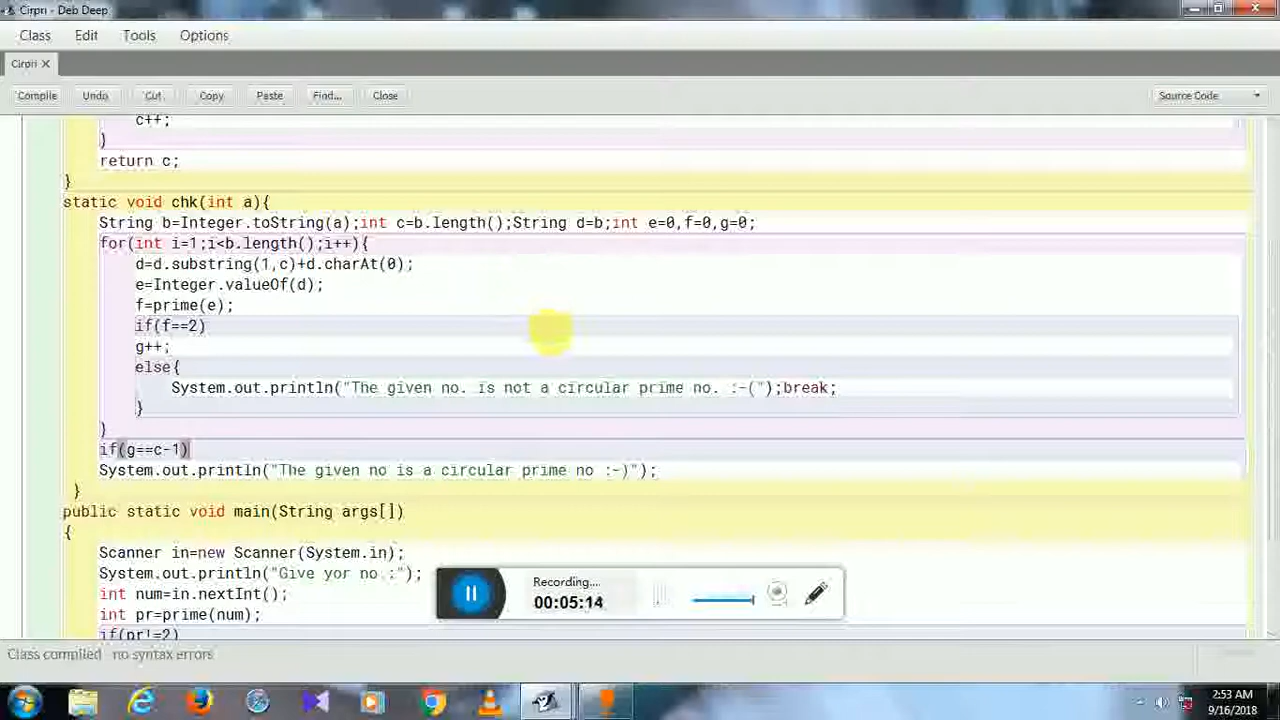 Cirpri - Deb Deep
Class Edit Tools Options
Cirpri X
Compile Undo Cut Copy Paste Find... Close Source Code
c++;
}
return c;
}
static void chk(int a){
String b=Integer.toString(a);int c=b.length();String d=b;int e=0,f=0,g=0;
for(int i=1;i<b.length();i++){
d=d.substring(1,c)+d.charAt(0);
e=Integer.valueOf(d);
f=prime(e);
if(f==2)
g++;
else{
System.out.println("The given no. is not a circular prime no. :-(");break;
}
}
if(g==c-1)
System.out.println("The given no is a circular prime no :-)");
}
public static void main(String args[])
{
Scanner in=new Scanner(System.in);
System.out.println("Give yor no.:");
int num=in.nextInt();
int pr=prime(num);
if(pr!=2)
Recording....
00:05:14
Class compiled no syntax errors
2:53 AM
9/16/2018